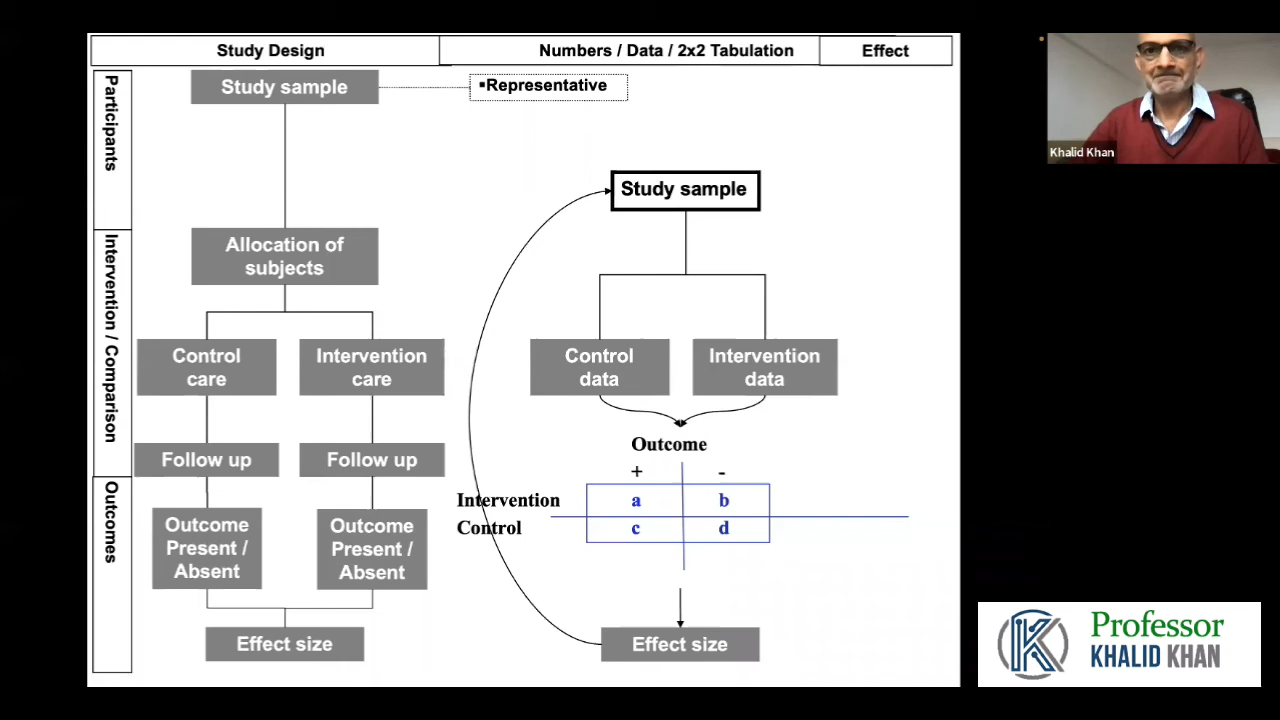 Study Design
Numbers / Data / 2x2 Tabulation
Effect
Participants
Study sample
▪Representative
Study sample
Intervention / Comparison
Allocation of
subjects
Control
care
Intervention
care
Control
data
Intervention
data
Follow up
Follow up
Outcome
+ -
Intervention a b
Control c d
Outcomes
Outcome
Present /
Absent
Outcome
Present /
Absent
Effect size
Effect size
Khalid Khan
Professor
KHALID KHAN